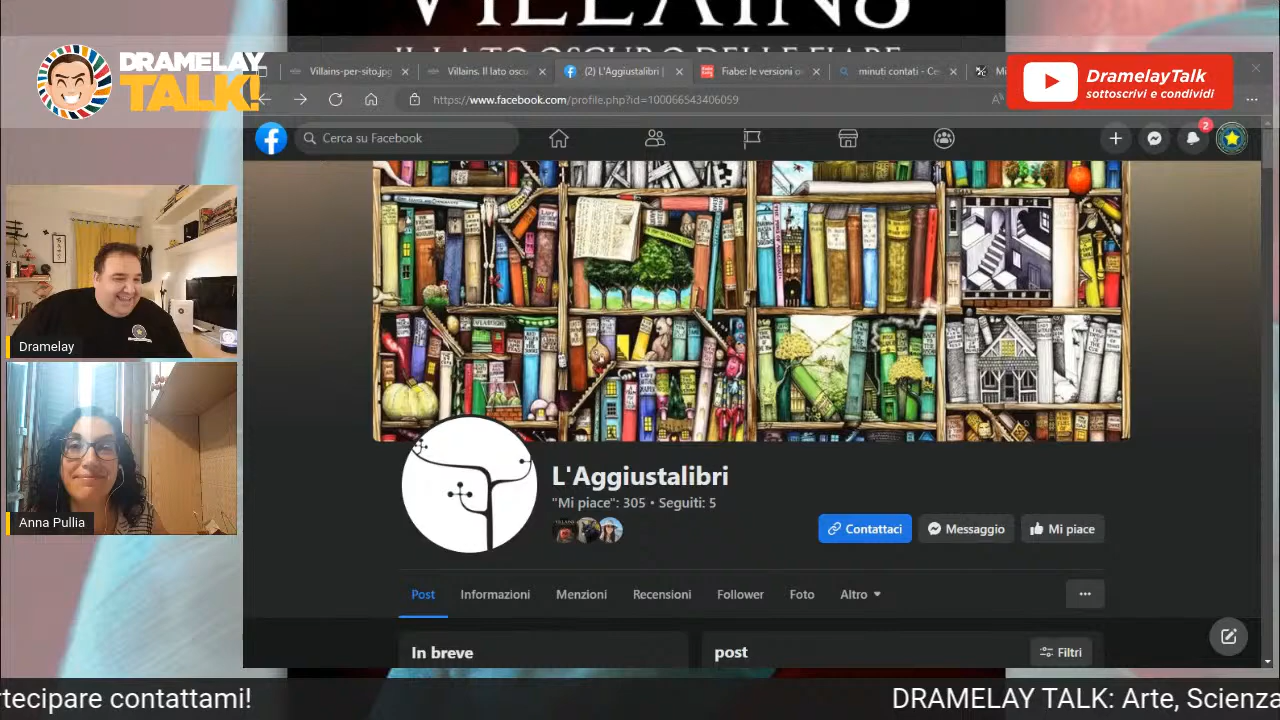 VILLAINS
IL LATO OSCURO DELLE FIABE
DRAMELAY
TALK!
Villains-per-sito.jpg
Villains. Il lato oscu
(2) L'Aggiustalibri |
Fiabe: le versioni o
minuti contati - Ce
Mi
DramelayTalk
sottoscrivi e condividi
https://www.facebook.com/profile.php?id=100066543406059
Cerca su Facebook
2
Dramelay
Anna Pullia
L'Aggiustalibri
"Mi piace": 305 • Seguiti: 5
Contattaci
Messaggio
Mi piace
Post
Informazioni
Menzioni
Recensioni
Follower
Foto
Altro
In breve
post
Filtri
rtecipare contattami!
DRAMELAY TALK: Arte, Scienza